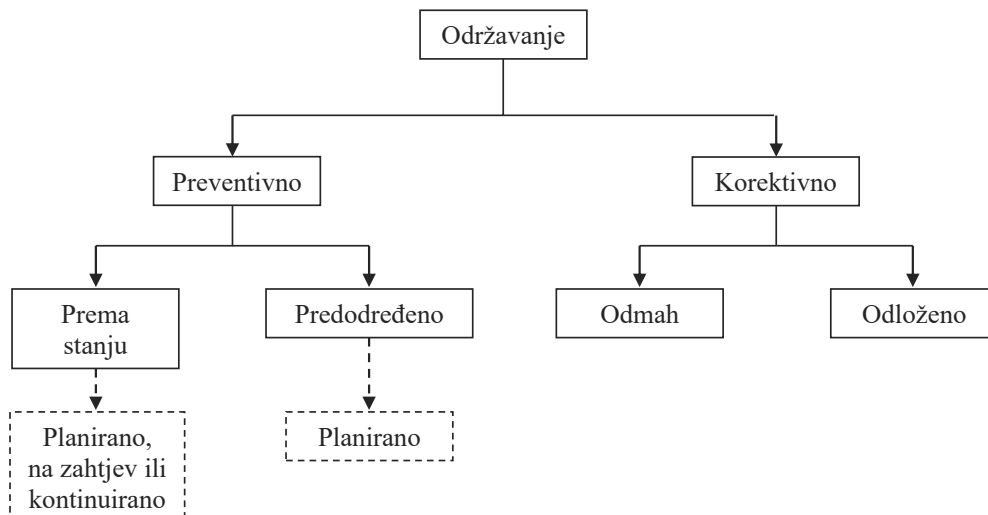 Održavanje
Preventivno
Korektivno
Prema
stanju
Predodređeno
Odmah
Odloženo
Planirano,
na zahtjev ili
kontinuirano
Planirano